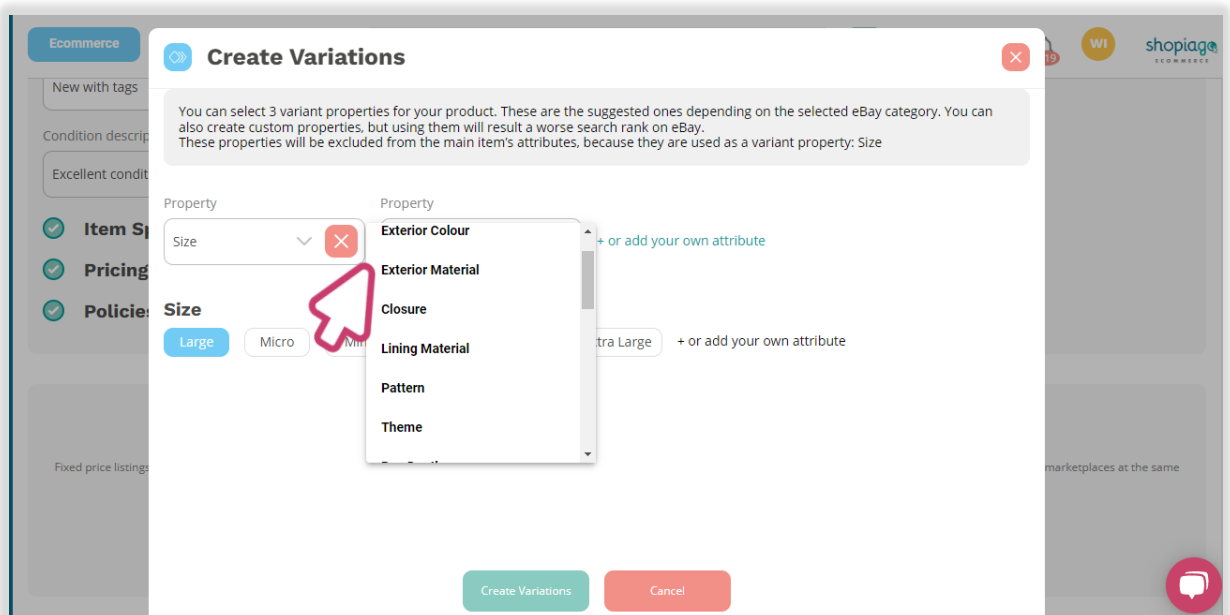 Ecommerce
Create Variations
19
WI
shopiago
ECOMMERCE
New with tags
You can select 3 variant properties for your product. These are the suggested ones depending on the selected eBay category. You can
also create custom properties, but using them will result a worse search rank on eBay.
These properties will be excluded from the main item's attributes, because they are used as a variant property: Size
Condition descrip
Excellent condit
Property
Property
Size
Exterior Colour
+ or add your own attribute
Item Sp
Exterior Material
Pricing
Closure
Policies
Size
Large
Micro
Min
Lining Material
tra Large
+ or add your own attribute
Pattern
Theme
Fixed price listings
marketplaces at the same
Create Variations
Cancel